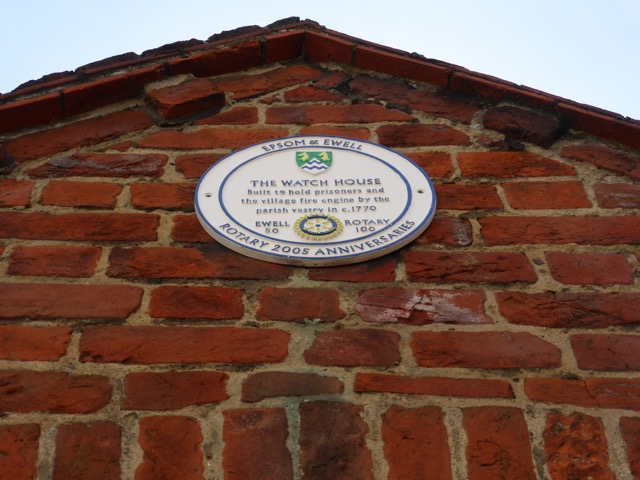 EPSOM & EWELL
THE WATCH HOUSE
Built to hold prisoners and
the village fire engine by the
parish vestry in c.1770
EWELL ROTARY
50 100
ROTARY 2005 ANNIVERSARIES